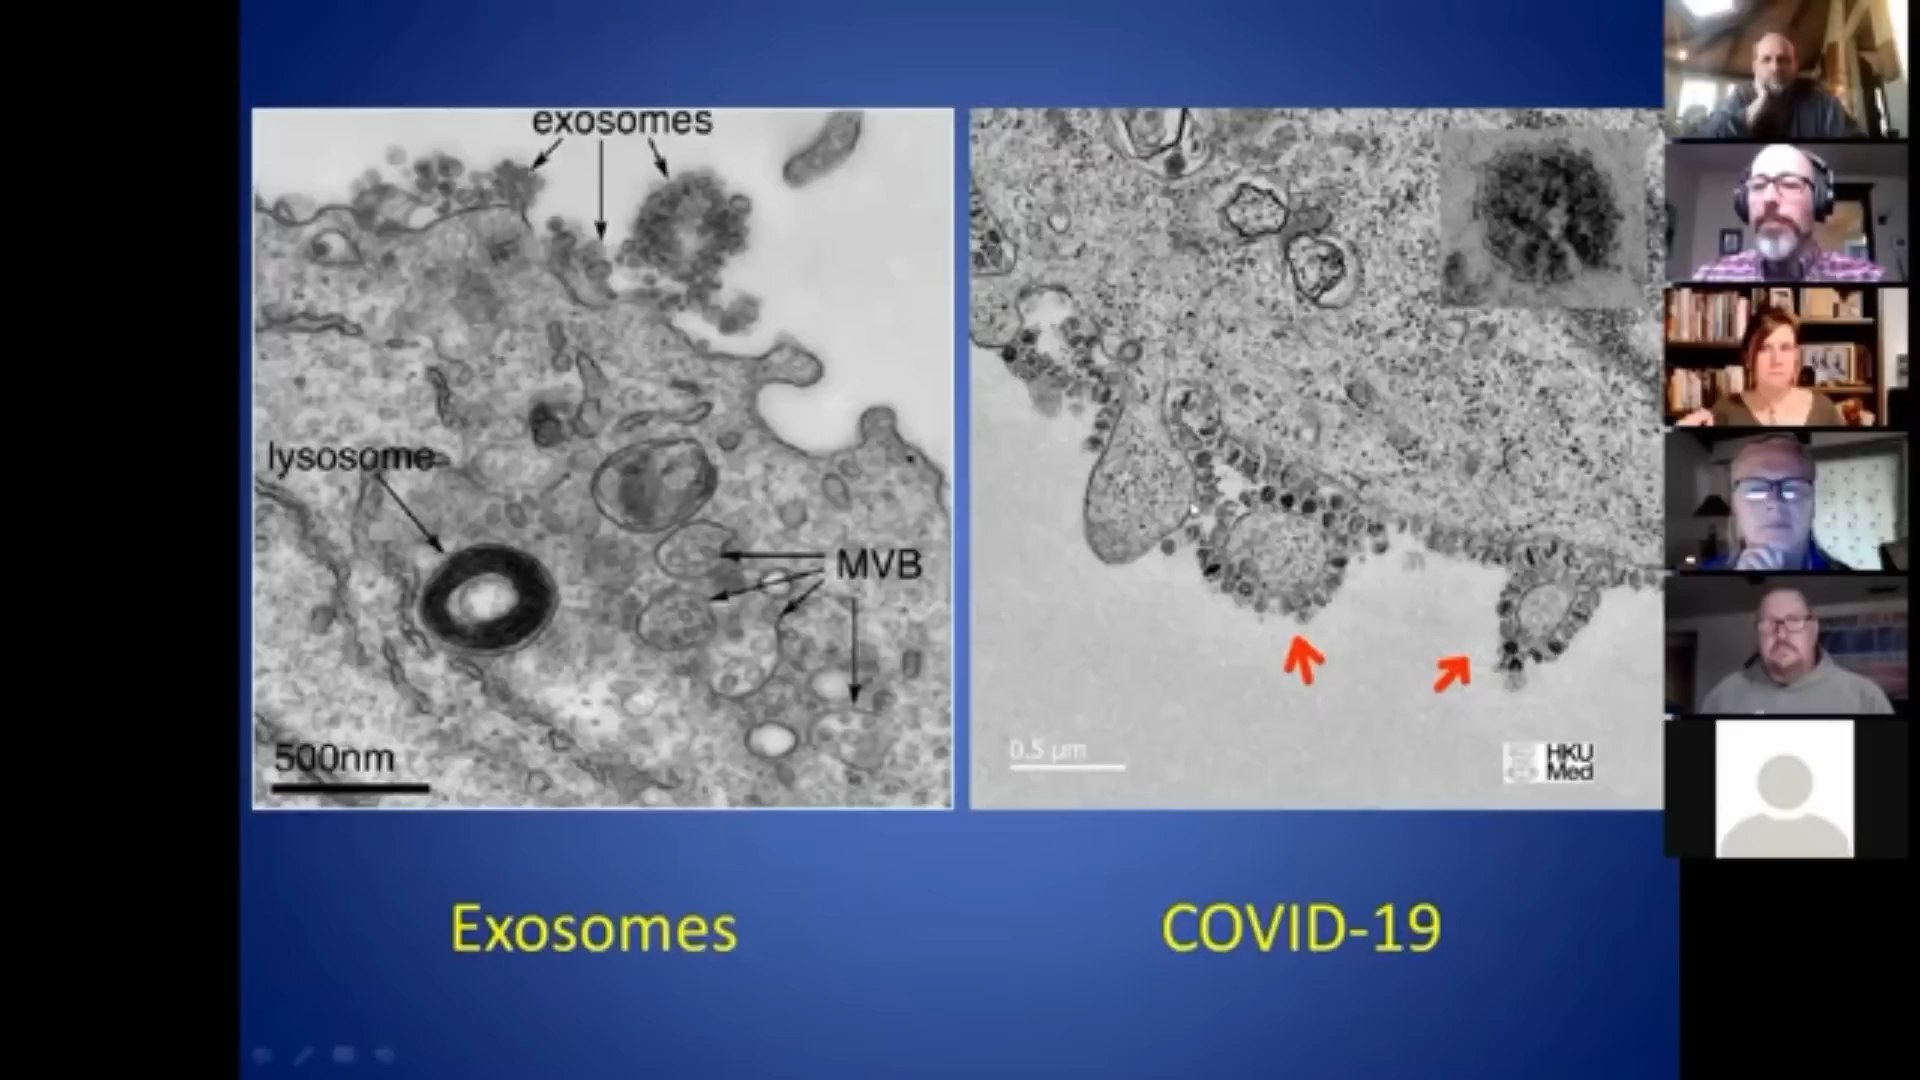 exosomes
lysosome
MVB
500nm
0.5 µm
HKU
Med
Exosomes
COVID-19